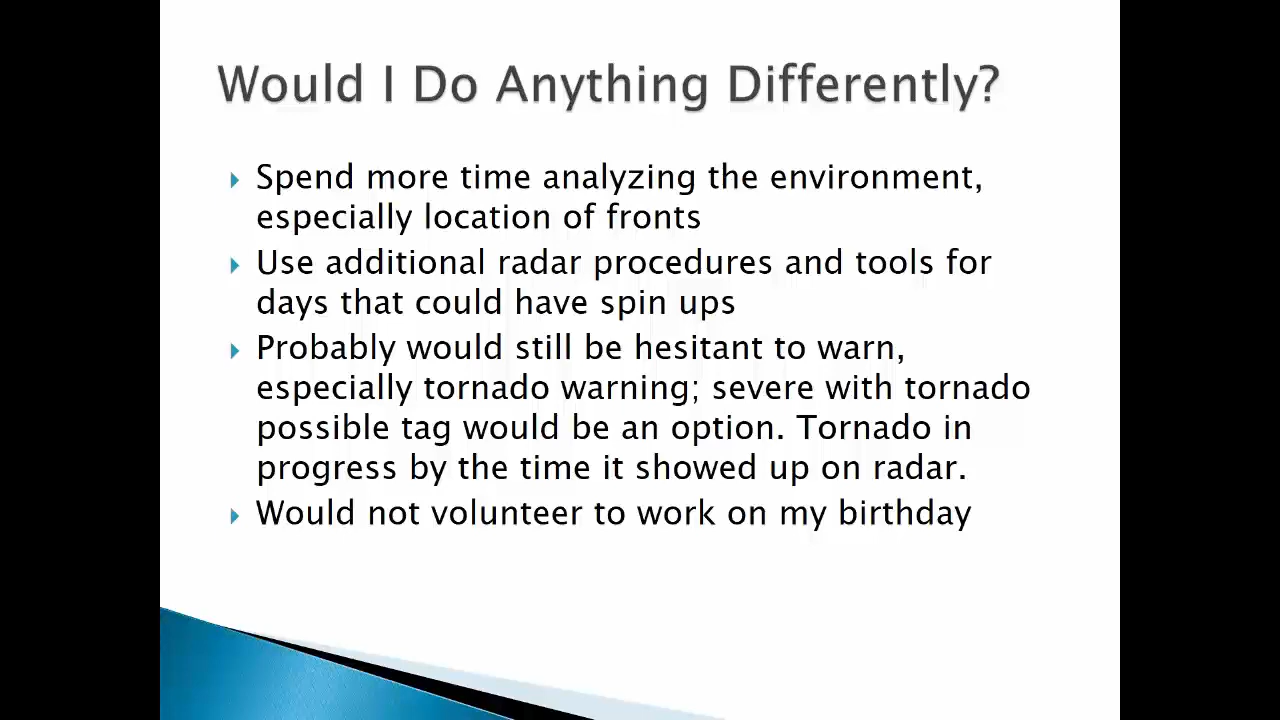 Would I Do Anything Differently?
Spend more time analyzing the environment,
especially location of fronts
Use additional radar procedures and tools for
days that could have spin ups
Probably would still be hesitant to warn,
especially tornado warning; severe with tornado
possible tag would be an option. Tornado in
progress by the time it showed up on radar.
Would not volunteer to work on my birthday